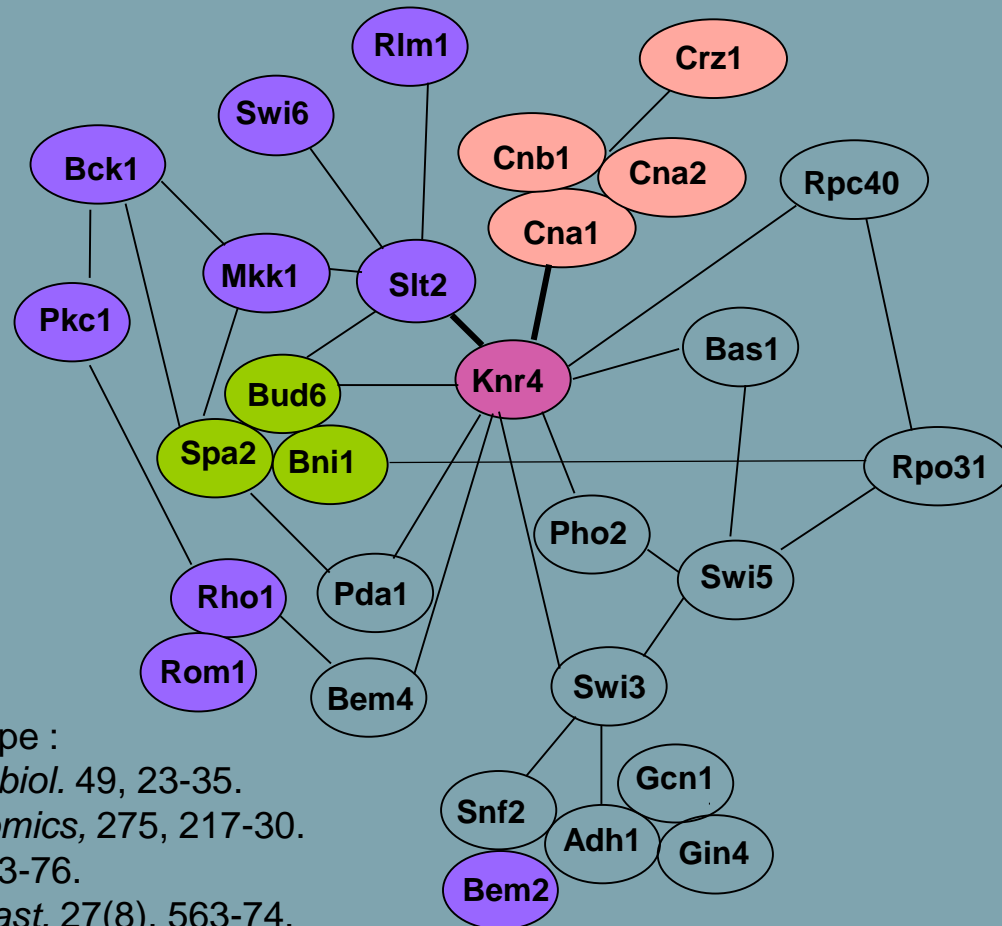 Rlm1
Crz1
Swi6
Cnb1
Bck1
Cna2
Rpc40
Cna1
Mkk1
Slt2
Pkc1
Bas1
Knr4
Bud6
Spa2
Bni1
Rpo31
Pho2
Swi5
Rho1
Pda1
Rom1
Bem4
Swi3
pe :
biol. 49, 23-35.
Gcn1
Snf2
omics, 275, 217-30.
Adh1
Gin4
3-76.
Bem2
ast. 27(8), 563-74.